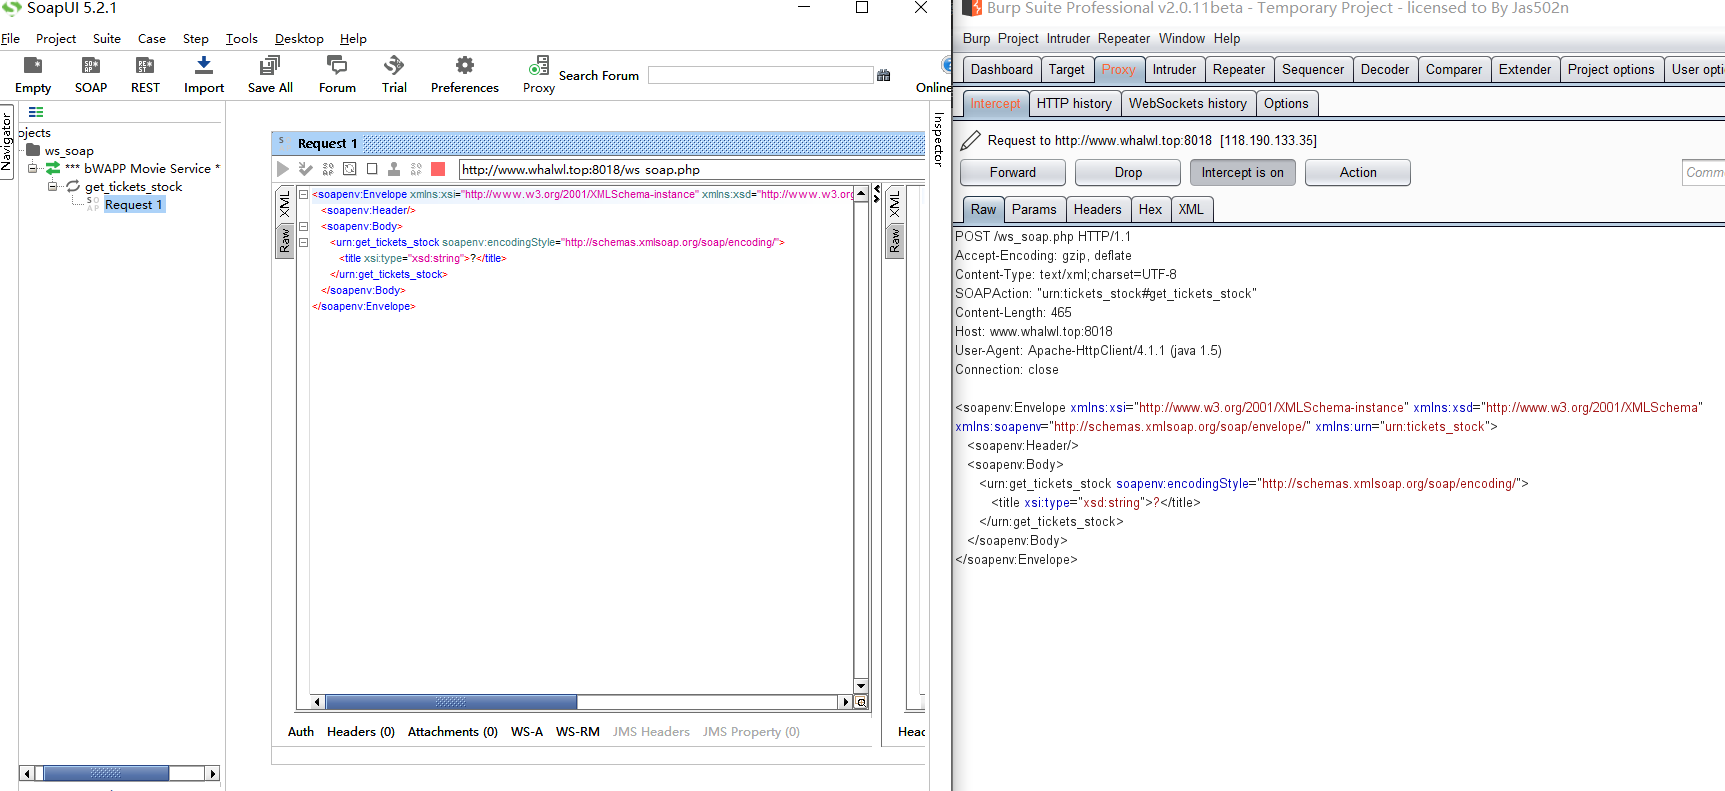 SoapUI 5.2.1
File Project Suite Case Step Tools Desktop Help
Empty SOAP REST Import Save All Forum Trial Preferences Proxy Search Forum Online
Navigator
ojects
ws_soap
*** bWAPP Movie Service *
get_tickets_stock
Request 1
Request 1
http://www.whalwl.top:8018/ws_soap.php
XML
Raw
<soapenv:Envelope xmlns:xsi="http://www.w3.org/2001/XMLSchema-instance" xmlns:xsd="http://www.w3.org
<soapenv:Header/>
<soapenv:Body>
<urn:get_tickets_stock soapenv:encodingStyle="http://schemas.xmlsoap.org/soap/encoding/">
<title xsi:type="xsd:string">?</title>
</urn:get_tickets_stock>
</soapenv:Body>
</soapenv:Envelope>
XML
Raw
Inspector
Auth Headers (0) Attachments (0) WS-A WS-RM JMS Headers JMS Property (0)
Head
Burp Suite Professional v2.0.11beta - Temporary Project - licensed to By Jas502n
Burp Project Intruder Repeater Window Help
Dashboard Target Proxy Intruder Repeater Sequencer Decoder Comparer Extender Project options User opti
Intercept HTTP history WebSockets history Options
Request to http://www.whalwl.top:8018 [118.190.133.35]
Forward Drop Intercept is on Action Comm
Raw Params Headers Hex XML
POST /ws_soap.php HTTP/1.1
Accept-Encoding: gzip, deflate
Content-Type: text/xml;charset=UTF-8
SOAPAction: "urn:tickets_stock#get_tickets_stock"
Content-Length: 465
Host: www.whalwl.top:8018
User-Agent: Apache-HttpClient/4.1.1 (java 1.5)
Connection: close
<soapenv:Envelope xmlns:xsi="http://www.w3.org/2001/XMLSchema-instance" xmlns:xsd="http://www.w3.org/2001/XMLSchema"
xmlns:soapenv="http://schemas.xmlsoap.org/soap/envelope/" xmlns:urn="urn:tickets_stock">
<soapenv:Header/>
<soapenv:Body>
<urn:get_tickets_stock soapenv:encodingStyle="http://schemas.xmlsoap.org/soap/encoding/">
<title xsi:type="xsd:string">?</title>
</urn:get_tickets_stock>
</soapenv:Body>
</soapenv:Envelope>